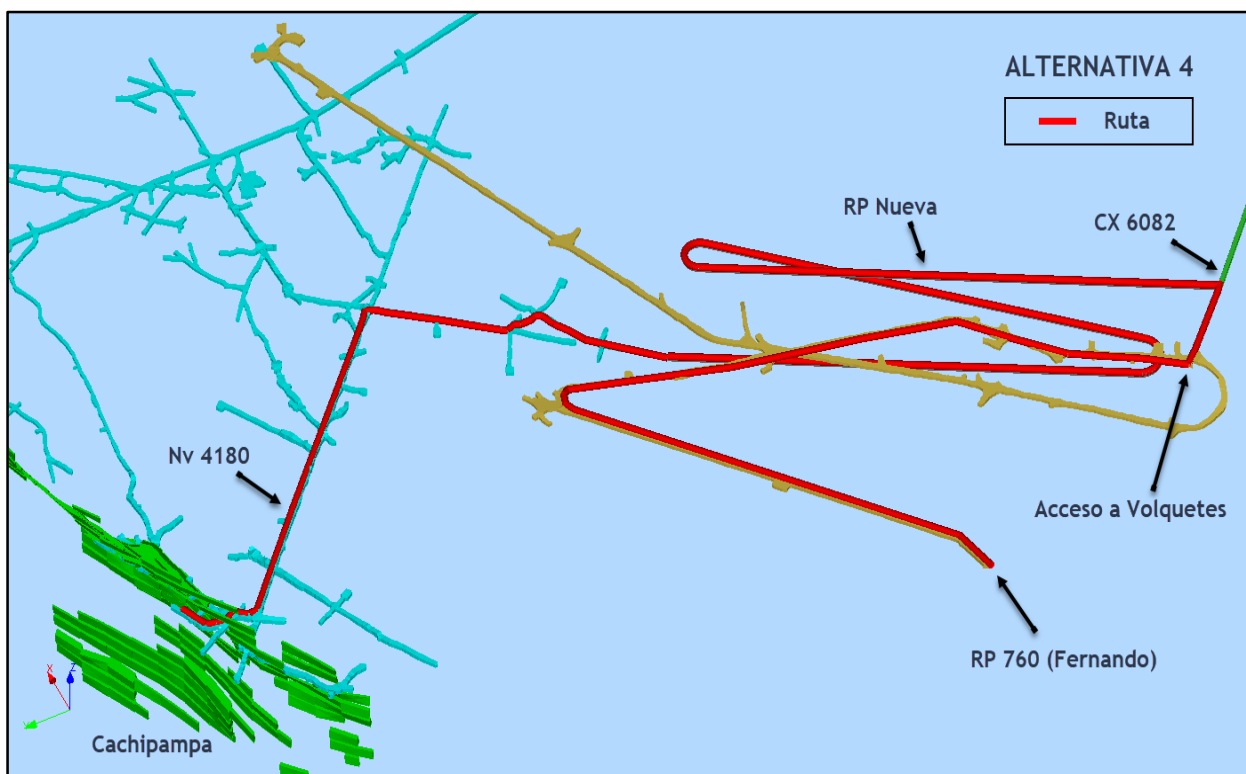 ALTERNATIVA 4
Ruta
RP Nueva
CX 6082
Nv 4180
Acceso a Volquetes
RP 760 (Fernando)
X
Z
Y
Cachipampa